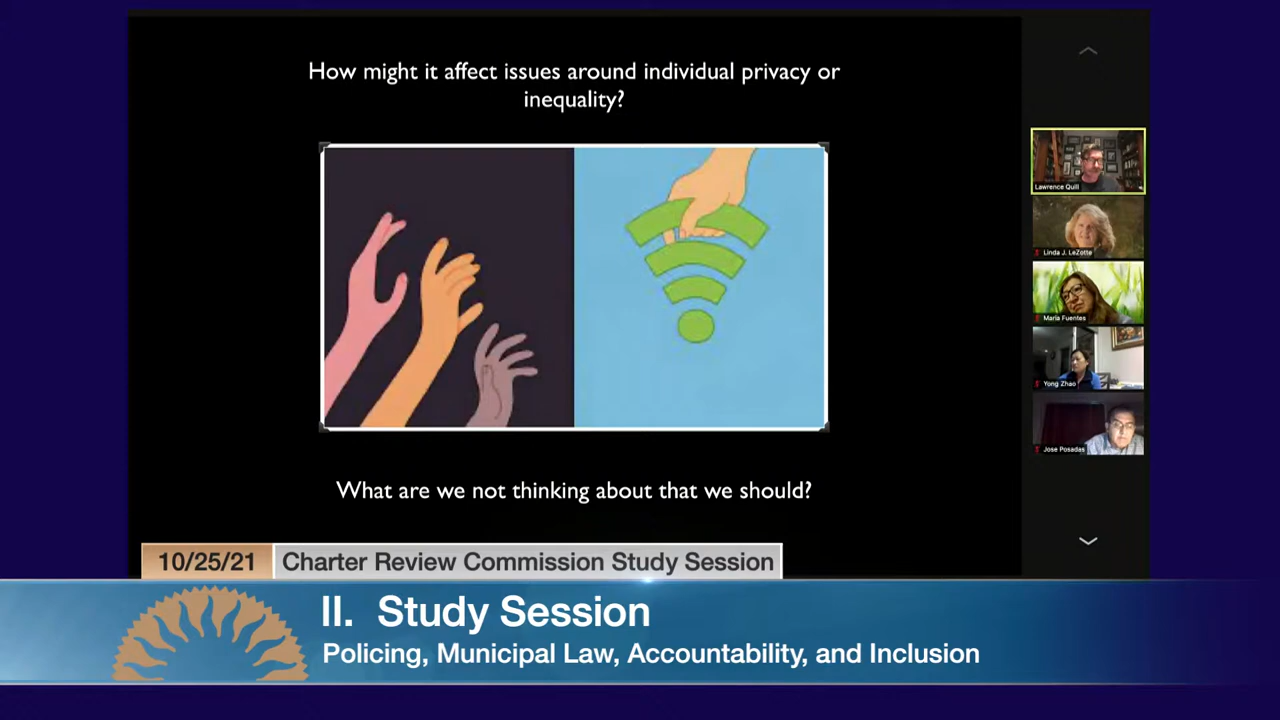 How might it affect issues around individual privacy or
inequality?
Lawrence Quill
Linda J. LeZotte
Maria Fuentes
Yong Zhao
Jose Posadas
What are we not thinking about that we should?
10/25/21 Charter Review Commission Study Session
II. Study Session
Policing, Municipal Law, Accountability, and Inclusion